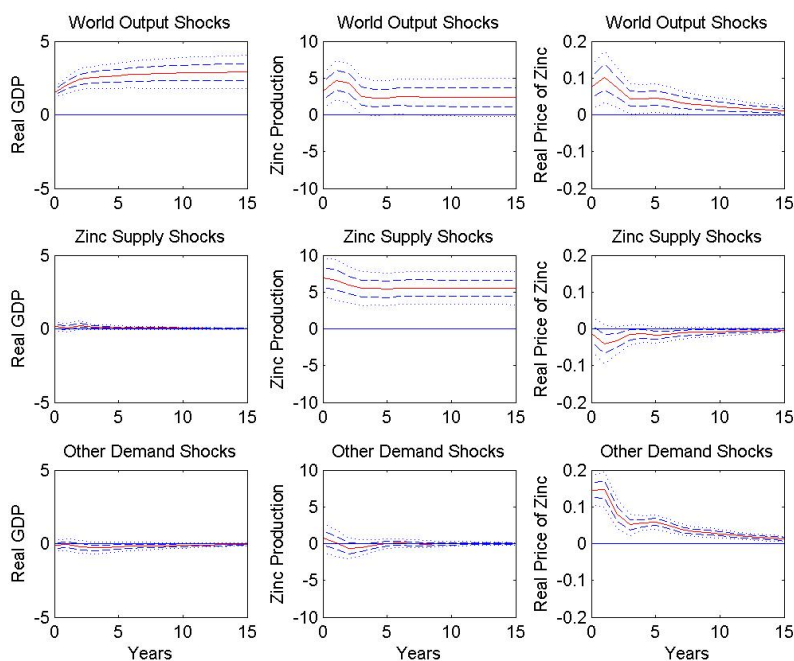 World Output Shocks
World Output Shocks
World Output Shocks
Real GDP
5
0
-5
0 5 10 15
Zinc Production
10
5
0
-5
-10
0 5 10 15
Real Price of Zinc
0.2
0.1
0
-0.1
-0.2
0 5 10 15
Zinc Supply Shocks
Zinc Supply Shocks
Zinc Supply Shocks
Real GDP
5
0
-5
0 5 10 15
Zinc Production
10
5
0
-5
-10
0 5 10 15
Real Price of Zinc
0.2
0.1
0
-0.1
-0.2
0 5 10 15
Other Demand Shocks
Other Demand Shocks
Other Demand Shocks
Real GDP
5
0
-5
0 5 10 15
Years
Zinc Production
10
5
0
-5
-10
0 5 10 15
Years
Real Price of Zinc
0.2
0.1
0
-0.1
-0.2
0 5 10 15
Years